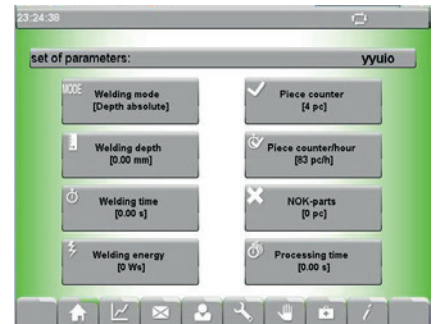 23:24:38
set of parameters: yyuio
MODE Welding mode
[Depth absolute]
Piece counter
[4 pc]
Welding depth
[0.00 mm]
Piece counter/hour
[83 pc/h]
Welding time
[0.00 s]
NOK-parts
[0 pc]
Welding energy
[0 Ws]
Processing time
[0.00 s]